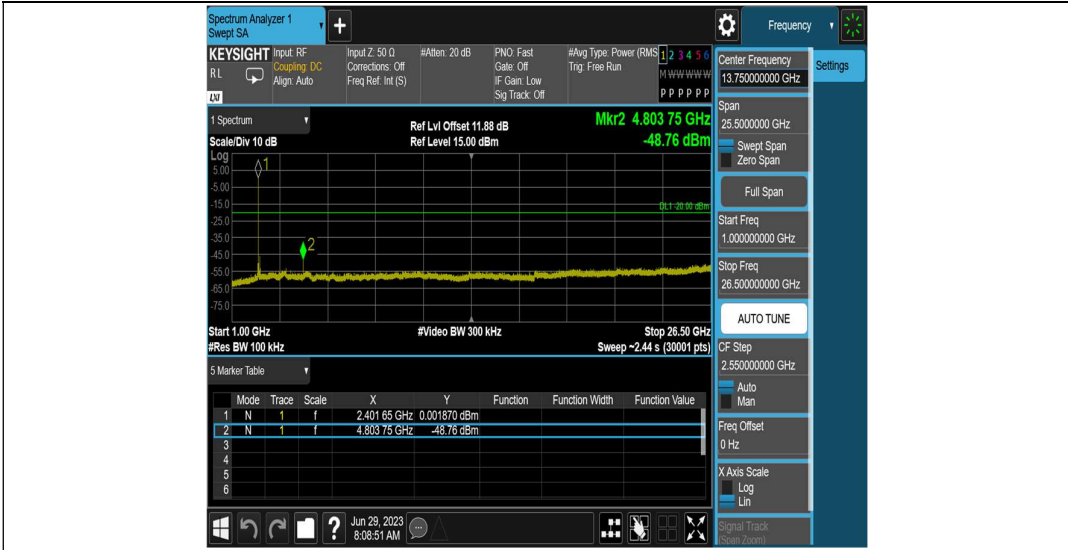 Spectrum Analyzer 1
Swept SA
+
Frequency
KEYSIGHT
RL
LXI
Input: RF
Coupling: DC
Align: Auto
Input Z: 50 Ω
Corrections: Off
Freq Ref: Int (S)
#Atten: 20 dB
PNO: Fast
Gate: Off
IF Gain: Low
Sig Track: Off
#Avg Type: Power (RMS
Trig: Free Run
1 2 3 4 5 6
M W W W W W
P P P P P P
1 Spectrum
Scale/Div 10 dB
Ref Lvl Offset 11.88 dB
Ref Level 15.00 dBm
Mkr2 4.803 75 GHz
-48.76 dBm
Log
5.00
-5.00
-15.0
-25.0
-35.0
-45.0
-55.0
-65.0
-75.0
1
2
DL1 -20.00 dBm
Start 1.00 GHz
#Video BW 300 kHz
Stop 26.50 GHz
#Res BW 100 kHz
Sweep ~2.44 s (30001 pts)
5 Marker Table
Mode Trace Scale X Y Function Function Width Function Value
1 N 1 f 2.401 65 GHz 0.001870 dBm
2 N 1 f 4.803 75 GHz -48.76 dBm
3
4
5
6
?
Jun 29, 2023
8:08:51 AM
Center Frequency
13.750000000 GHz
Settings
Span
25.5000000 GHz
Swept Span
Zero Span
Full Span
Start Freq
1.000000000 GHz
Stop Freq
26.500000000 GHz
AUTO TUNE
CF Step
2.550000000 GHz
Auto
Man
Freq Offset
0 Hz
X Axis Scale
Log
Lin
Signal Track
(Span Zoom)